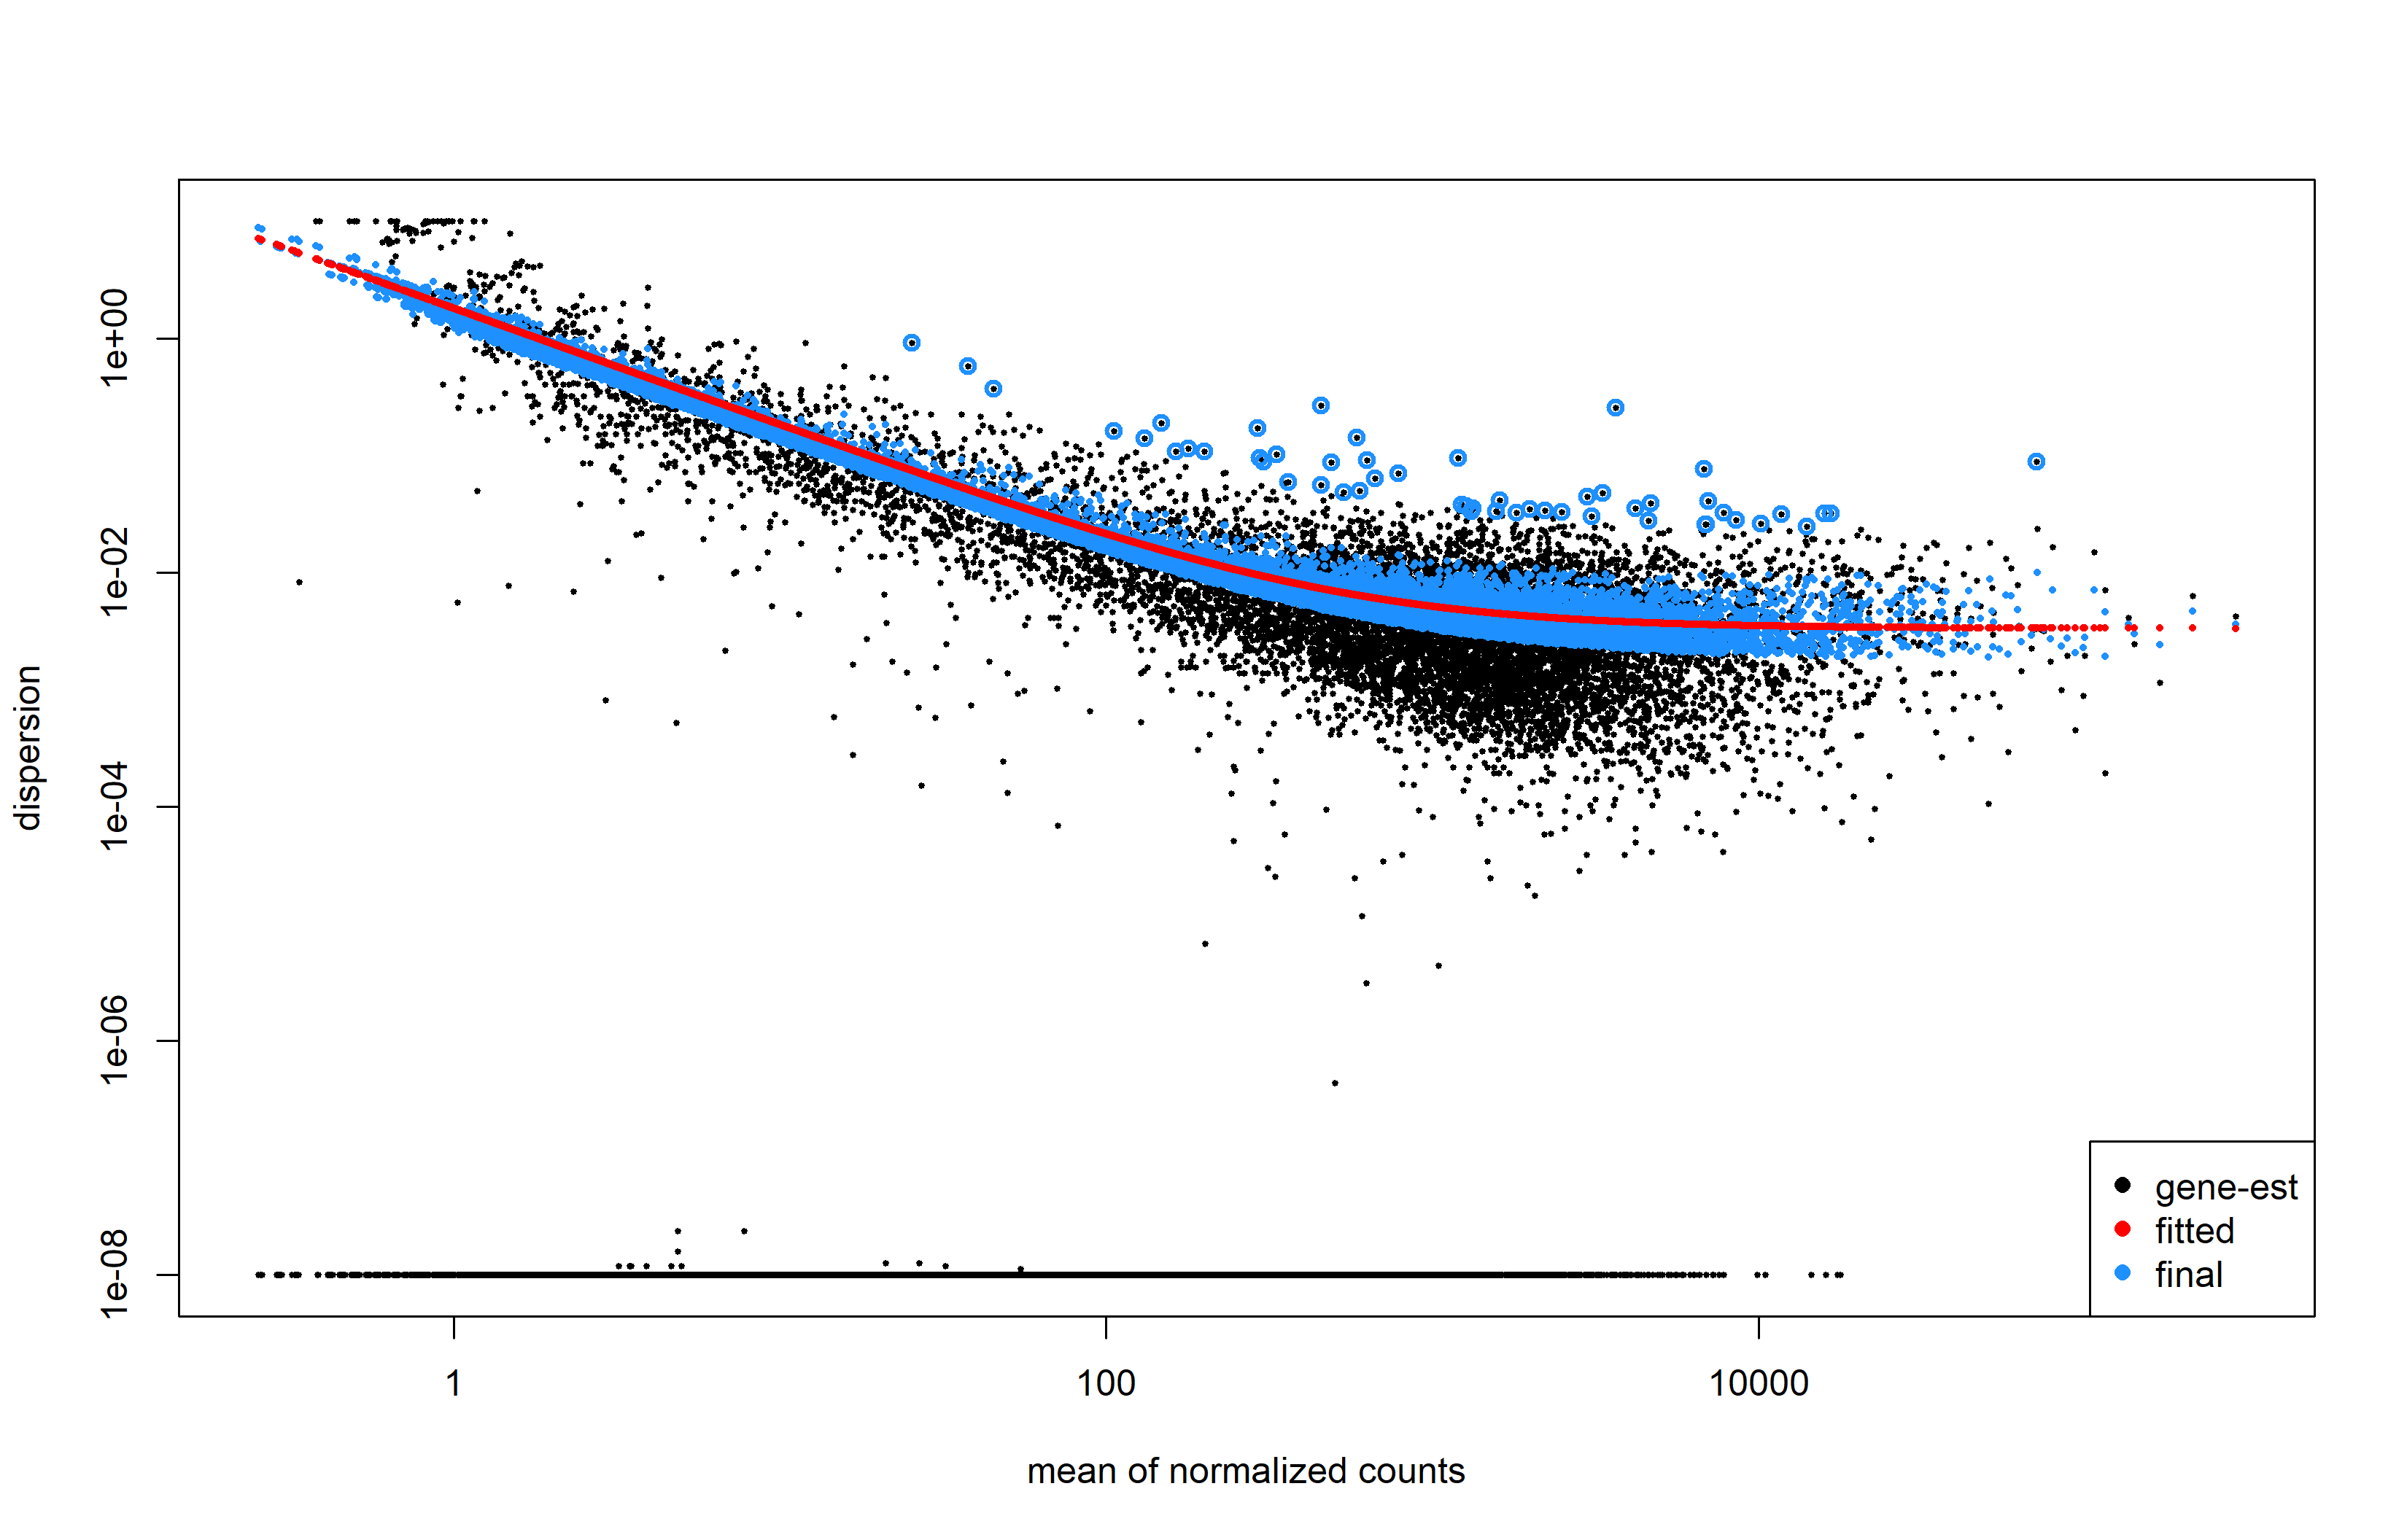 dispersion
1e+00
1e-02
1e-04
1e-06
1e-08
1
100
10000
mean of normalized counts
gene-est
fitted
final